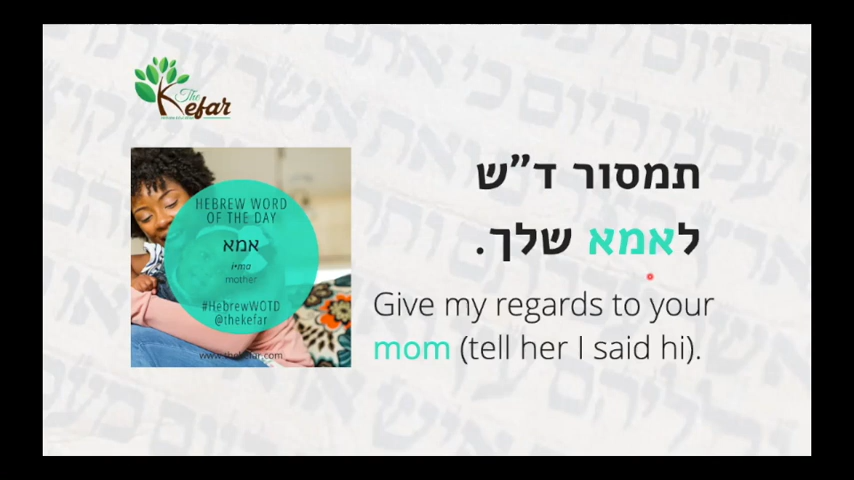 The
Kefar
HEBREW WORD
OF THE DAY
אמא
i•ma
mother
#HebrewWOTD
@thekefar
www.thekefar.com
תמסור ד"ש
לאמא שלך.
Give my regards to your
mom (tell her I said hi).